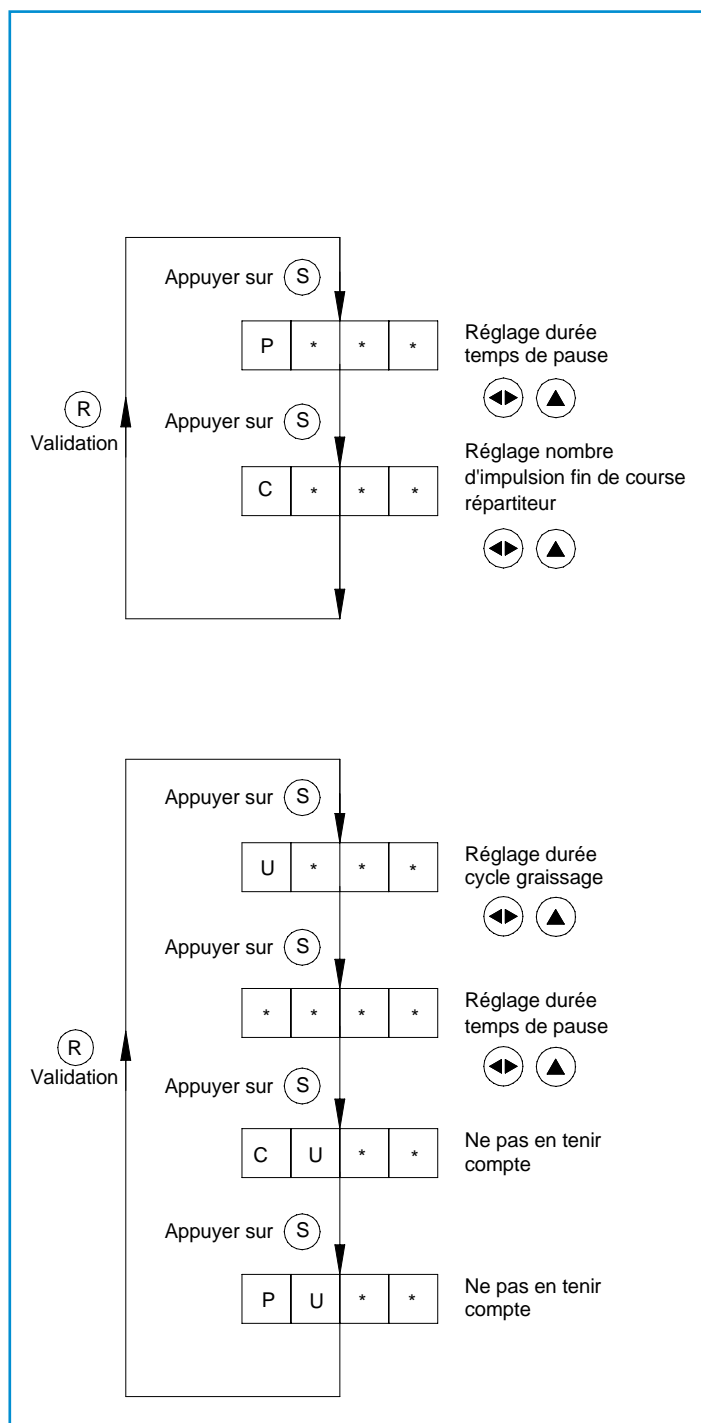 Appuyer sur S
P * * *
Réglage durée
temps de pause
R
Validation
Appuyer sur S
C * * *
Réglage nombre
d'impulsion fin de course
répartiteur
Appuyer sur S
U * * *
Réglage durée
cycle graissage
Appuyer sur S
* * * *
Réglage durée
temps de pause
R
Validation
Appuyer sur S
C U * *
Ne pas en tenir
compte
Appuyer sur S
P U * *
Ne pas en tenir
compte